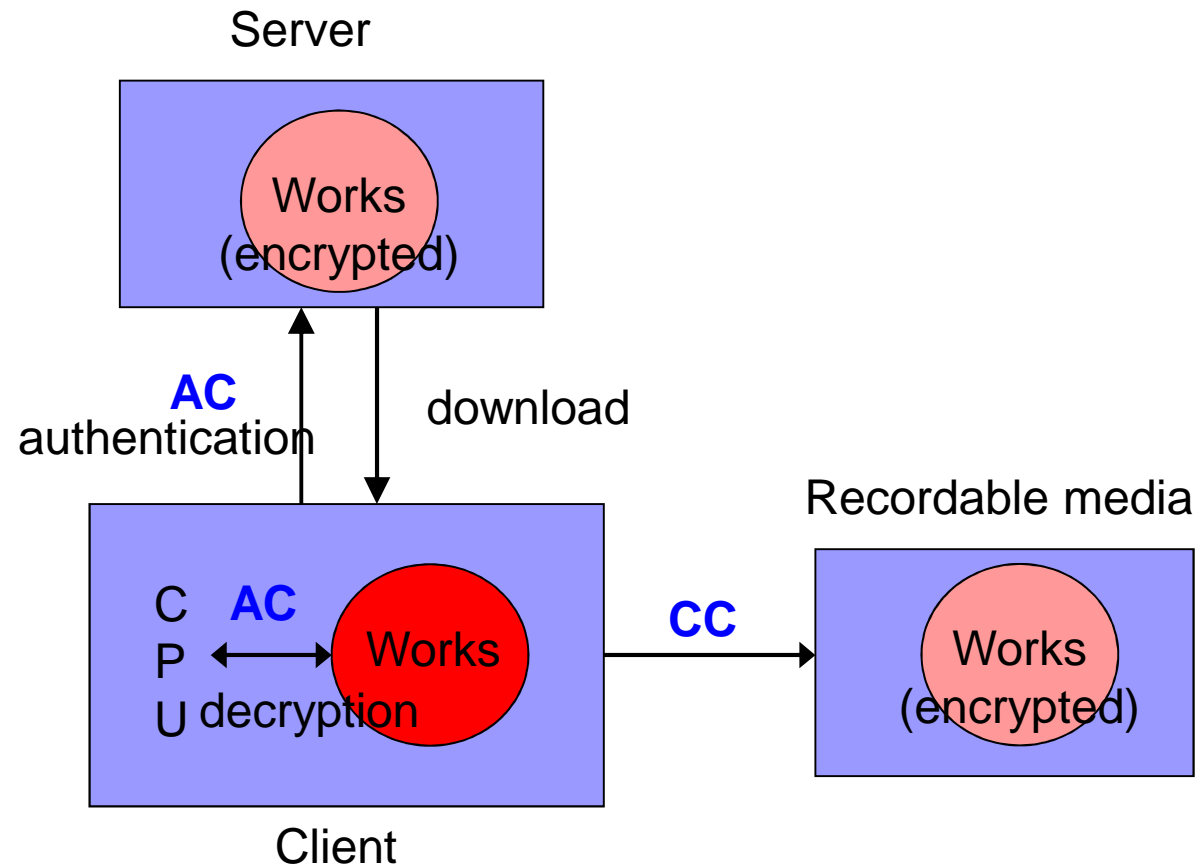 Server
Works
(encrypted)
AC
authentication
download
Recordable media
C
P
U
AC
decryption
Works
CC
Works
(encrypted)
Client